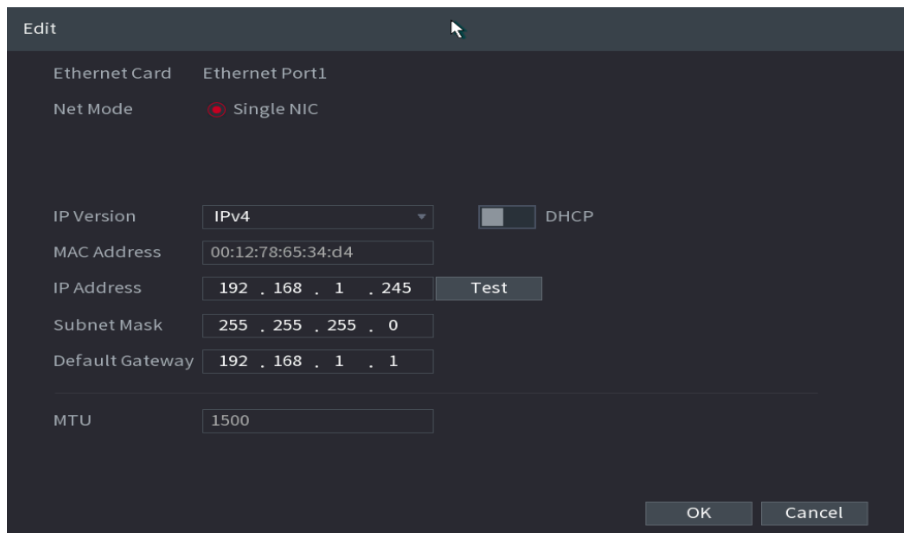 Edit
Ethernet Card Ethernet Port1
Net Mode Single NIC
IP Version IPv4 DHCP
MAC Address 00:12:78:65:34:d4
IP Address 192 . 168 . 1 . 245 Test
Subnet Mask 255 . 255 . 255 . 0
Default Gateway 192 . 168 . 1 . 1
MTU 1500
OK Cancel